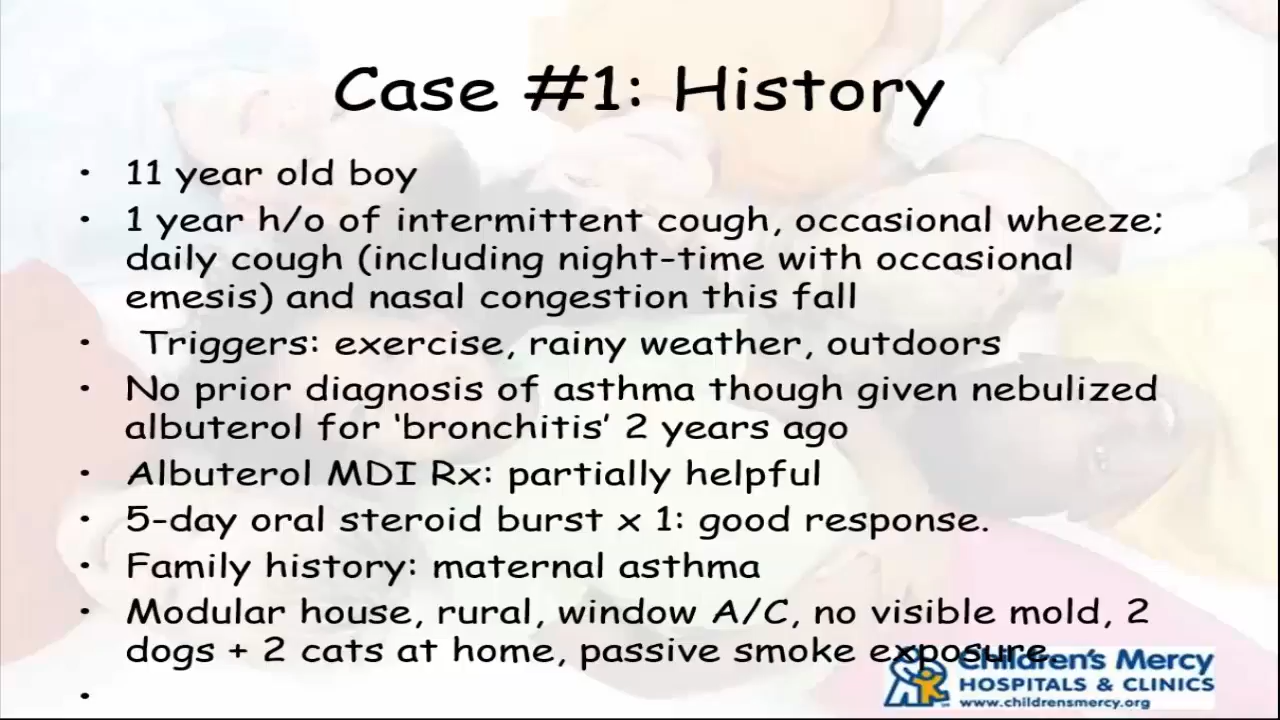 Case #1: History
• 11 year old boy
• 1 year h/o of intermittent cough, occasional wheeze;
daily cough (including night-time with occasional
emesis) and nasal congestion this fall
• Triggers: exercise, rainy weather, outdoors
• No prior diagnosis of asthma though given nebulized
albuterol for ‘bronchitis’ 2 years ago
• Albuterol MDI Rx: partially helpful
• 5-day oral steroid burst x 1: good response.
• Family history: maternal asthma
• Modular house, rural, window A/C, no visible mold, 2
dogs + 2 cats at home, passive smoke exposure
•
Children's Mercy
HOSPITALS & CLINICS
www.childrensmercy.org